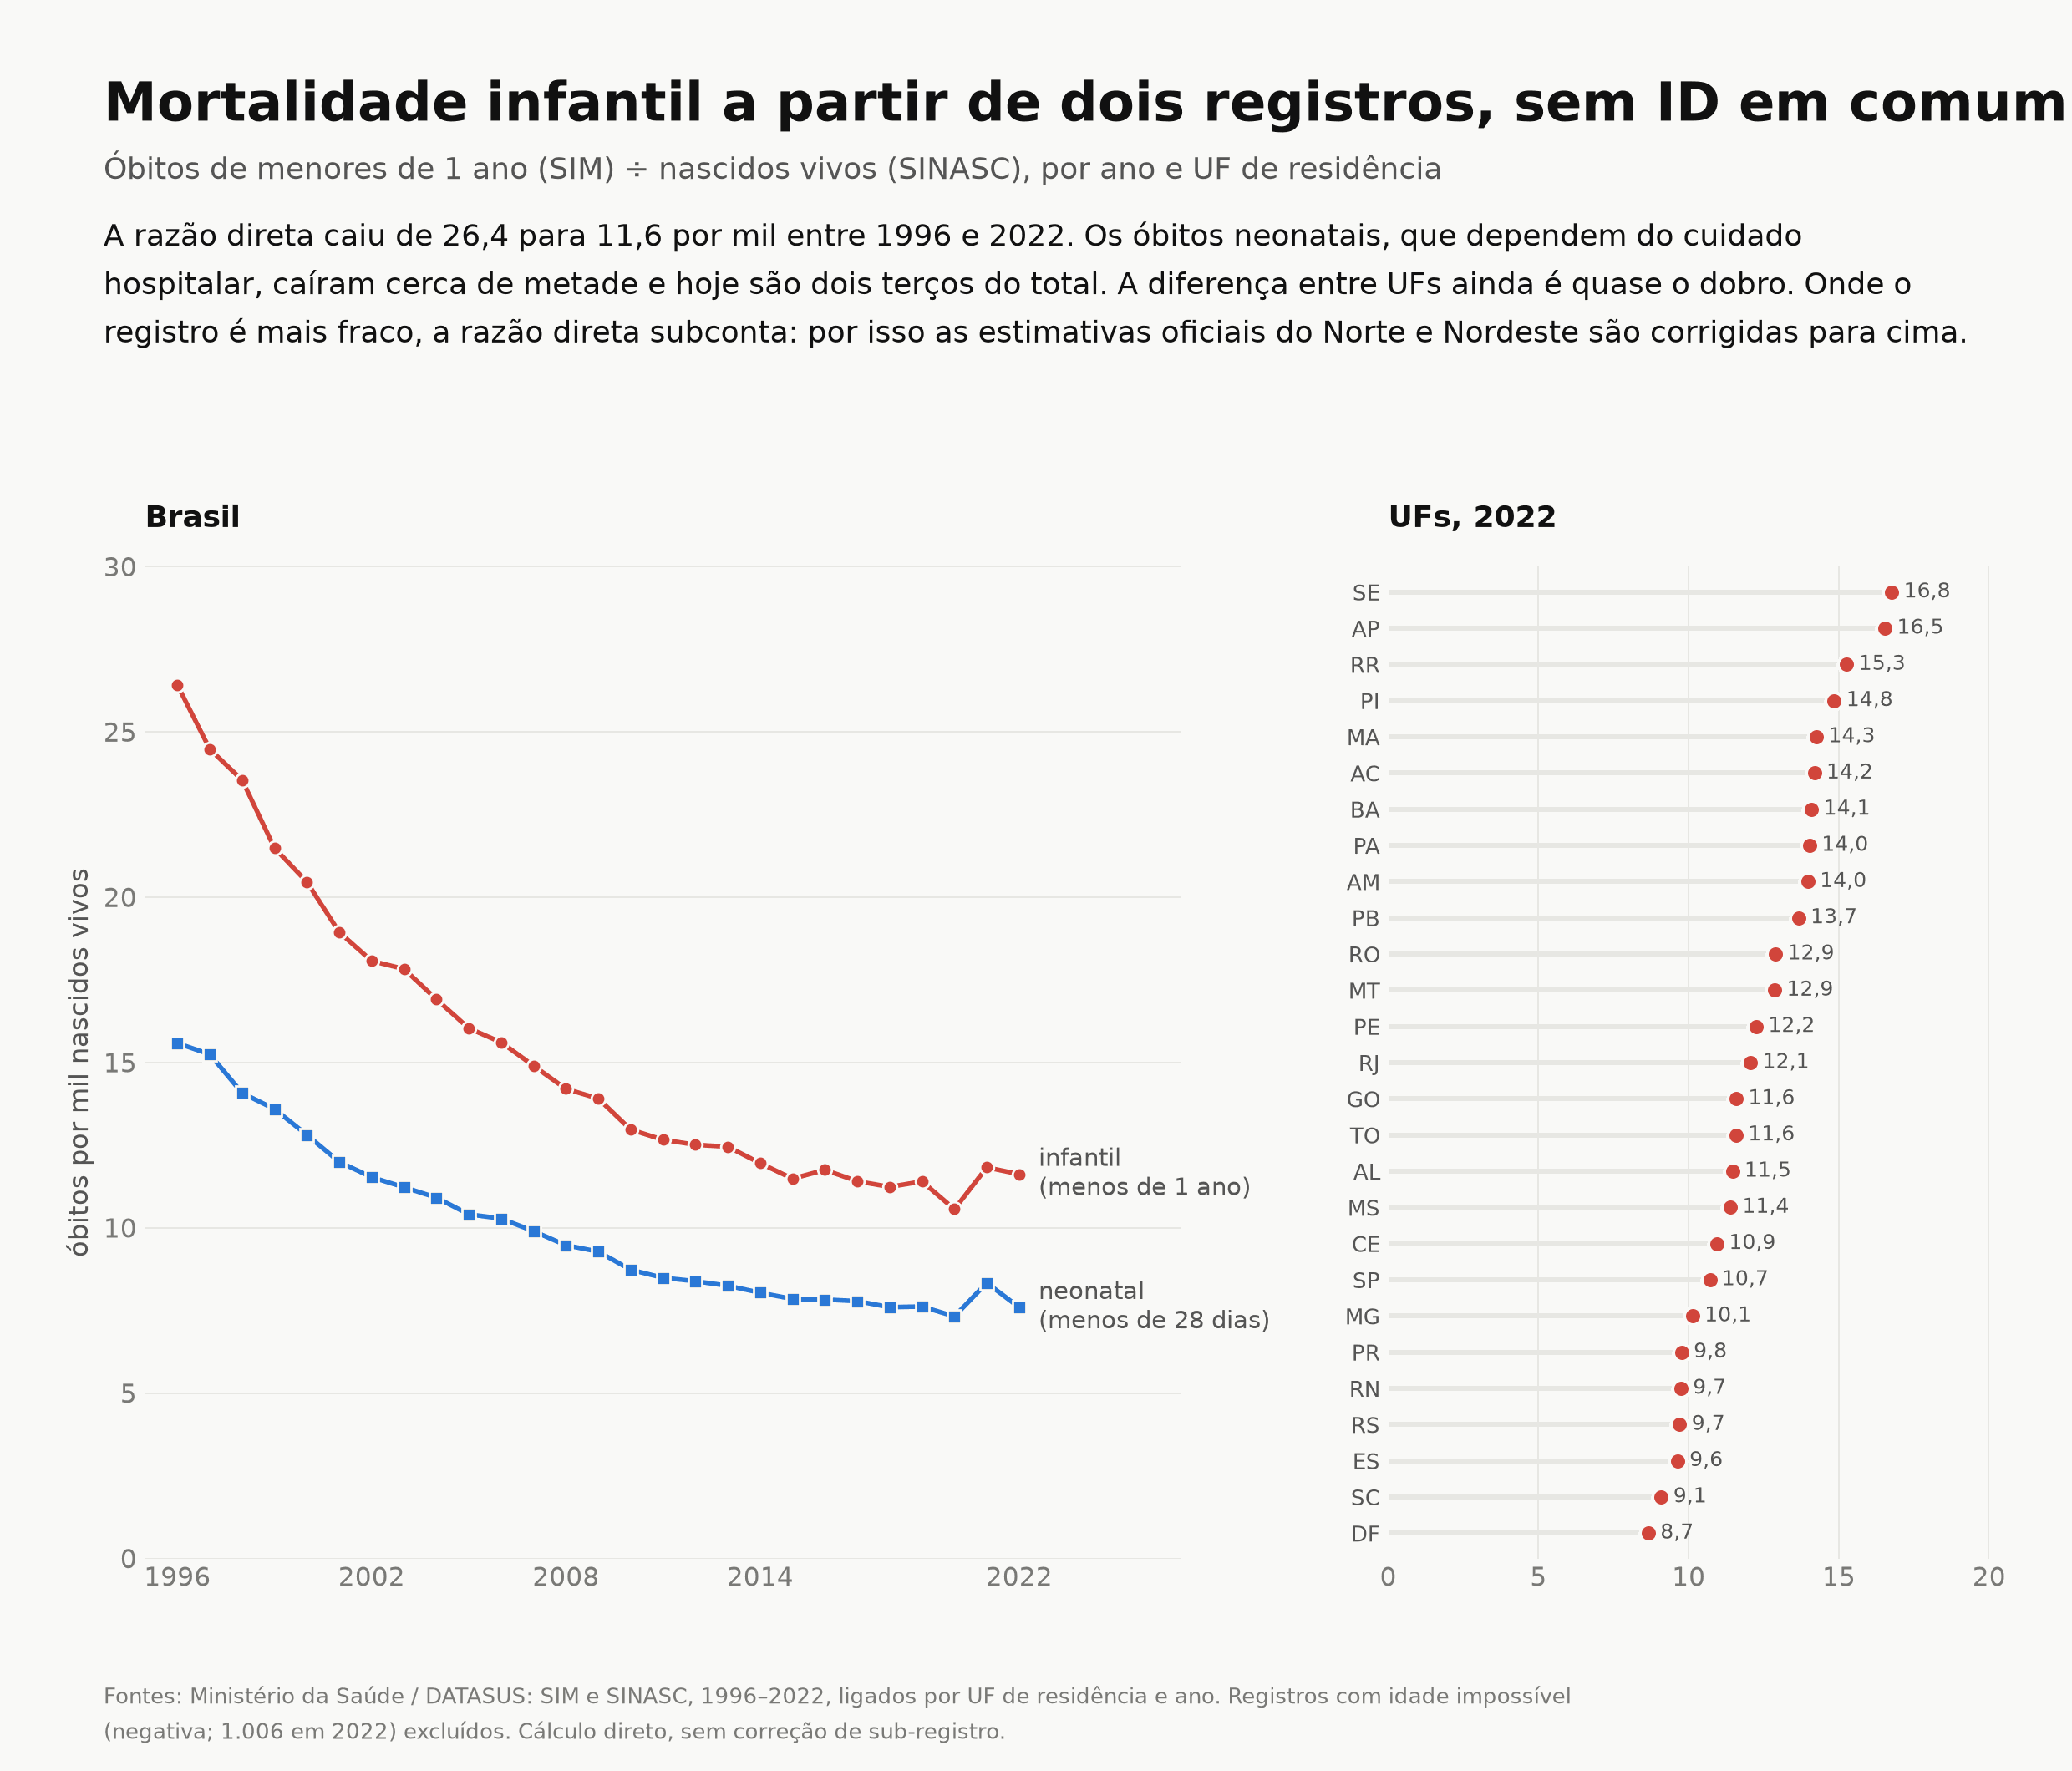 Mortalidade infantil a partir de dois registros, sem ID em comum
Óbitos de menores de 1 ano (SIM) ÷ nascidos vivos (SINASC), por ano e UF de residência
A razão direta caiu de 26,4 para 11,6 por mil entre 1996 e 2022. Os óbitos neonatais, que dependem do cuidado
hospitalar, caíram cerca de metade e hoje são dois terços do total. A diferença entre UFs ainda é quase o dobro. Onde o
registro é mais fraco, a razão direta subconta: por isso as estimativas oficiais do Norte e Nordeste são corrigidas para cima.
Brasil
óbitos por mil nascidos vivos
30
25
20
15
10
5
0
1996 2002 2008 2014 2022
infantil
(menos de 1 ano)
neonatal
(menos de 28 dias)
UFs, 2022
SE 16,8
AP 16,5
RR 15,3
PI 14,8
MA 14,3
AC 14,2
BA 14,1
PA 14,0
AM 14,0
PB 13,7
RO 12,9
MT 12,9
PE 12,2
RJ 12,1
GO 11,6
TO 11,6
AL 11,5
MS 11,4
CE 10,9
SP 10,7
MG 10,1
PR 9,8
RN 9,7
RS 9,7
ES 9,6
SC 9,1
DF 8,7
0 5 10 15 20
Fontes: Ministério da Saúde / DATASUS: SIM e SINASC, 1996–2022, ligados por UF de residência e ano. Registros com idade impossível
(negativa; 1.006 em 2022) excluídos. Cálculo direto, sem correção de sub-registro.